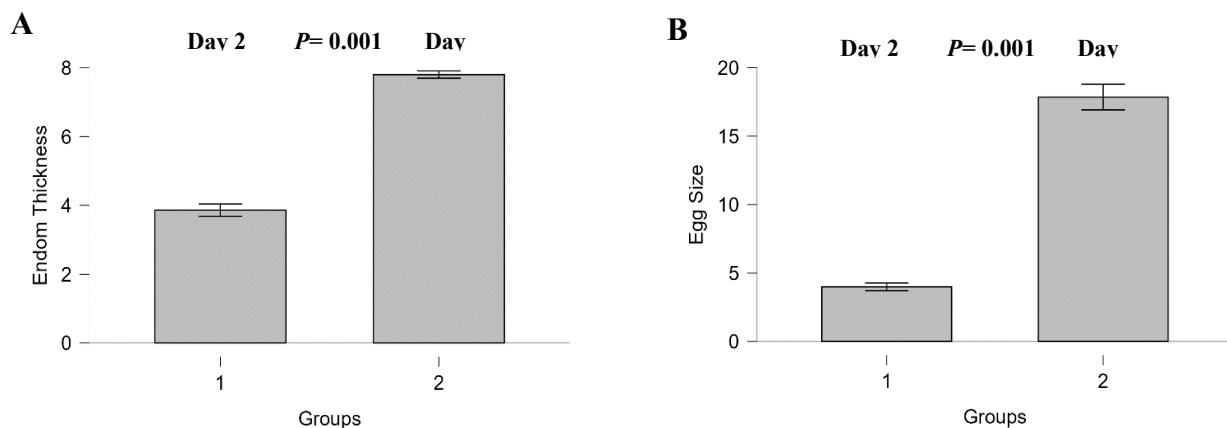 A
Day 2 P= 0.001 Day
8
6
4
2
0
Endom Thickness
1 2
Groups
B
Day 2 P= 0.001 Day
20
15
10
5
0
Egg Size
1 2
Groups